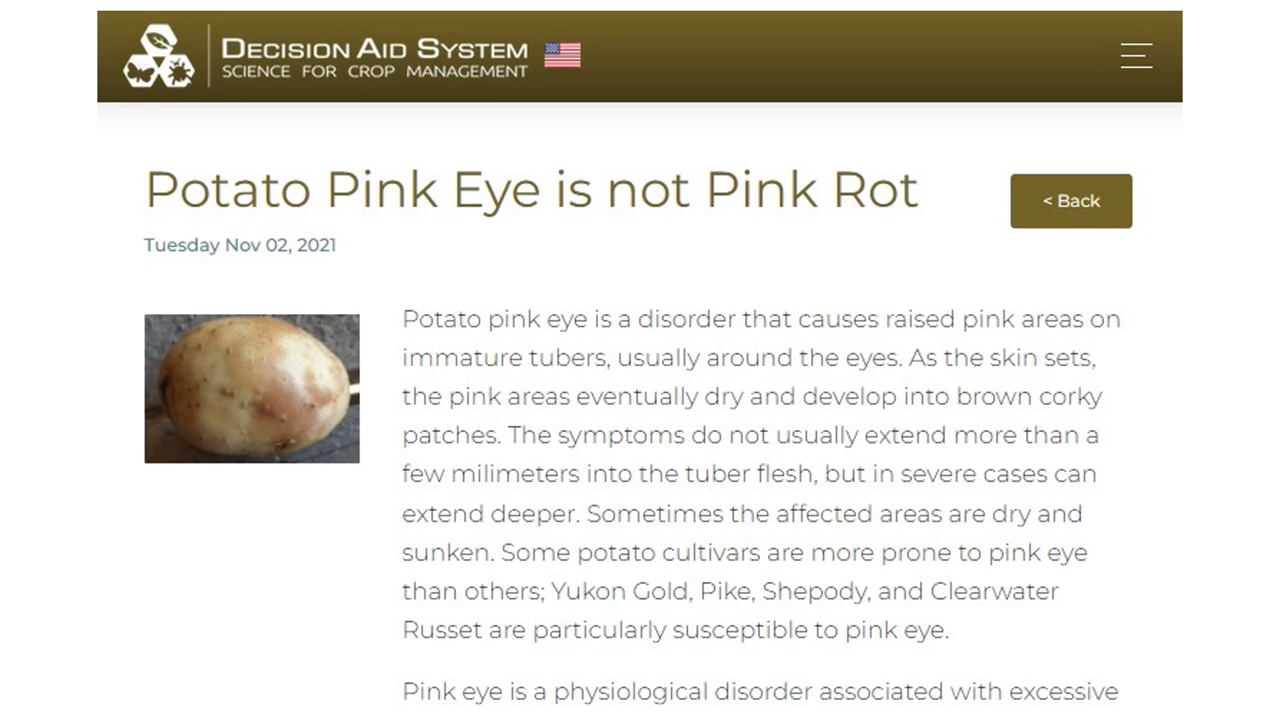 DECISION AID SYSTEM
SCIENCE FOR CROP MANAGEMENT
Potato Pink Eye is not Pink Rot
< Back
Tuesday Nov 02, 2021
Potato pink eye is a disorder that causes raised pink areas on
immature tubers, usually around the eyes. As the skin sets,
the pink areas eventually dry and develop into brown corky
patches. The symptoms do not usually extend more than a
few milimeters into the tuber flesh, but in severe cases can
extend deeper. Sometimes the affected areas are dry and
sunken. Some potato cultivars are more prone to pink eye
than others; Yukon Gold, Pike, Shepody, and Clearwater
Russet are particularly susceptible to pink eye.
Pink eye is a physiological disorder associated with excessive